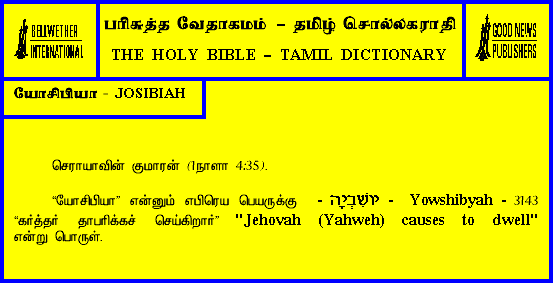 BELLWETHER
INTERNATIONAL
பரிசுத்த வேதாகமம் – தமிழ் சொல்லகராதி
THE HOLY BIBLE – TAMIL DICTIONARY
GOOD NEWS
PUBLISHERS
யோசிபியா - JOSIBIAH
செராயாவின் குமாரன் (1நாளா 4:35).
“யோசிபியா” என்னும் எபிரெய பெயருக்கு - יוֹשִׁבְיָה - Yowshibyah - 3143
“கர்த்தர் தாபரிக்கச் செய்கிறார்” "Jehovah (Yahweh) causes to dwell"
என்று பொருள்.